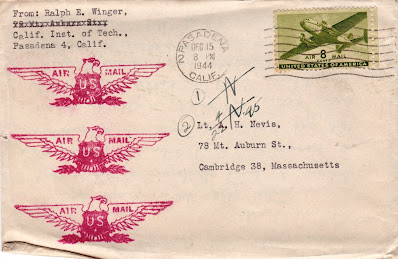 From: Ralph E. Winger,
Calif. Inst. of Tech.,
Pasadena 4, Calif.
PASADENA
DEC 15
8 PM
1944
CALIF.
8¢
AIR MAIL
UNITED STATES OF AMERICA
AIR MAIL
US
AIR MAIL
US
AIR MAIL
US
1
N
2
Lt. H. Nevis,
78 Mt. Auburn St.,
Cambridge 38, Massachusetts